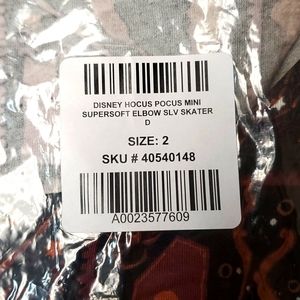 DISNEY HOCUS POCUS MINI
SUPERSOFT ELBOW SLV SKATER
D
SIZE: 2
SKU # 40540148
A0023577609